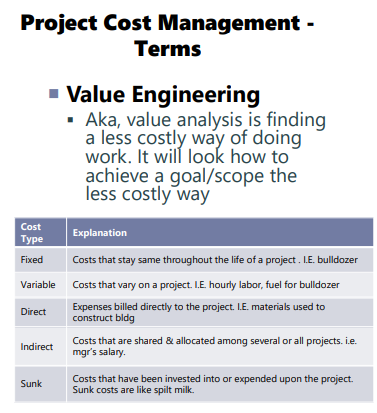 Project Cost Management -
Terms
Value Engineering
Aka, value analysis is finding
a less costly way of doing
work. It will look how to
achieve a goal/scope the
less costly way
Cost
Type
Explanation
Fixed
Costs that stay same throughout the life of a project . I.E. bulldozer
Variable
Costs that vary on a project. I.E. hourly labor, fuel for bulldozer
Direct
Expenses billed directly to the project. I.E. materials used to
construct bldg
Indirect
Costs that are shared & allocated among several or all projects. i.e.
mgr's salary.
Sunk
Costs that have been invested into or expended upon the project.
Sunk costs are like spilt milk.